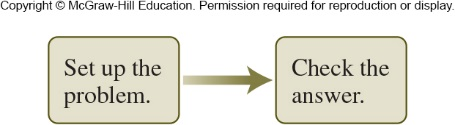 Copyright © McGraw-Hill Education. Permission required for reproduction or display.
Set up the
problem.
Check the
answer.